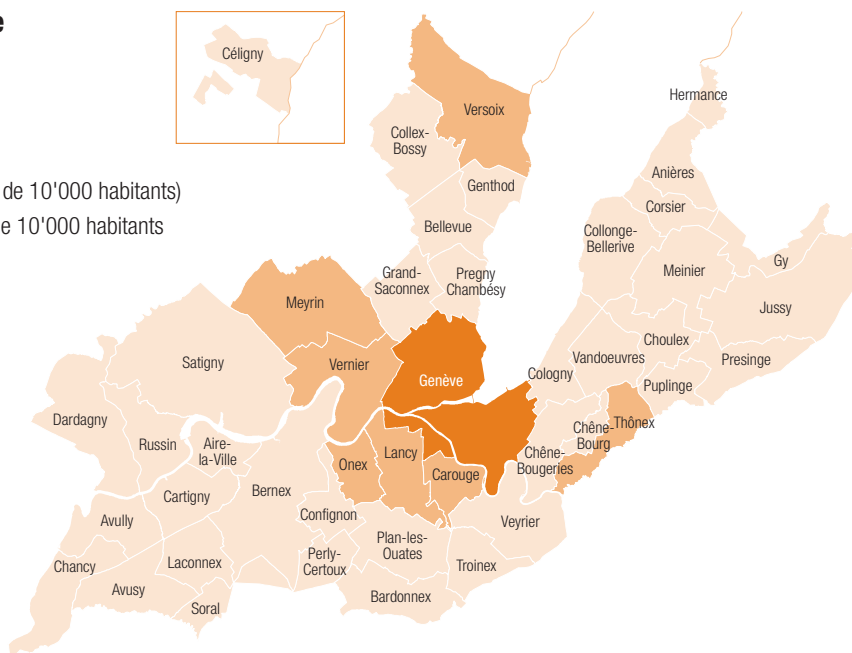 e
Céligny
Versoix
Hermance
Collex-
Bossy
Anières
de 10'000 habitants)
Genthod
Corsier
e 10'000 habitants
Bellevue
Collonge-
Bellerive
Gy
Grand-
Saconnex
Pregny
Chambésy
Meinier
Meyrin
Jussy
Choulex
Satigny
Vernier
Vandoeuvres
Presinge
Genève
Cologny
Puplinge
Dardagny
Thônex
Chêne-
Bourg
Russin
Aire-
la-Ville
Lancy
Chêne-
Bougeries
Onex
Carouge
Cartigny
Bernex
Confignon
Avully
Veyrier
Plan-les-
Ouates
Perly-
Certoux
Chancy
Laconnex
Troinex
Avusy
Bardonnex
Soral